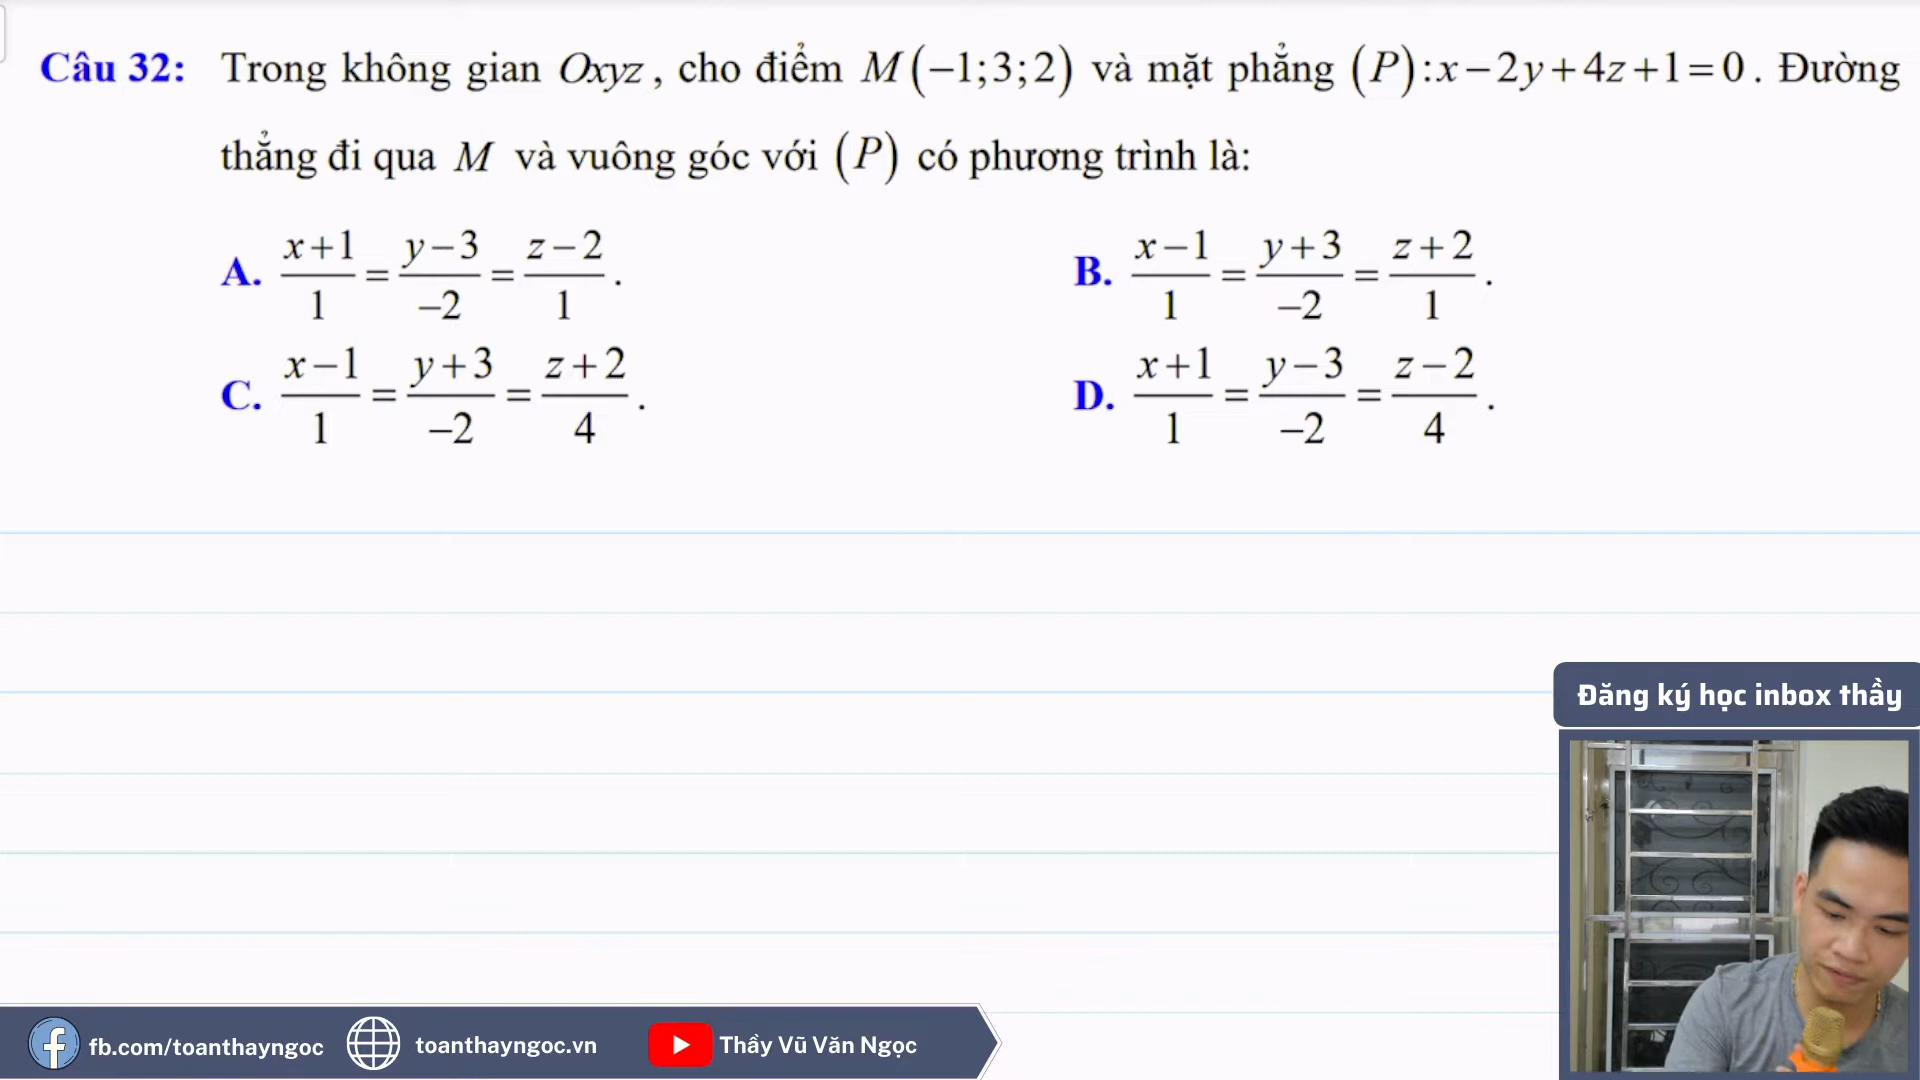 Câu 32: Trong không gian Oxyz, cho điểm M(−1;3;2) và mặt phẳng (P):x−2y+4z+1=0. Đường
thẳng đi qua M và vuông góc với (P) có phương trình là:
A. (x+1)/1 = (y−3)/−2 = (z−2)/1.
B. (x−1)/1 = (y+3)/−2 = (z+2)/1.
C. (x−1)/1 = (y+3)/−2 = (z+2)/4.
D. (x+1)/1 = (y−3)/−2 = (z−2)/4.
Đăng ký học inbox thầy
fb.com/toanthayngoc
toanthayngoc.vn
Thầy Vũ Văn Ngọc